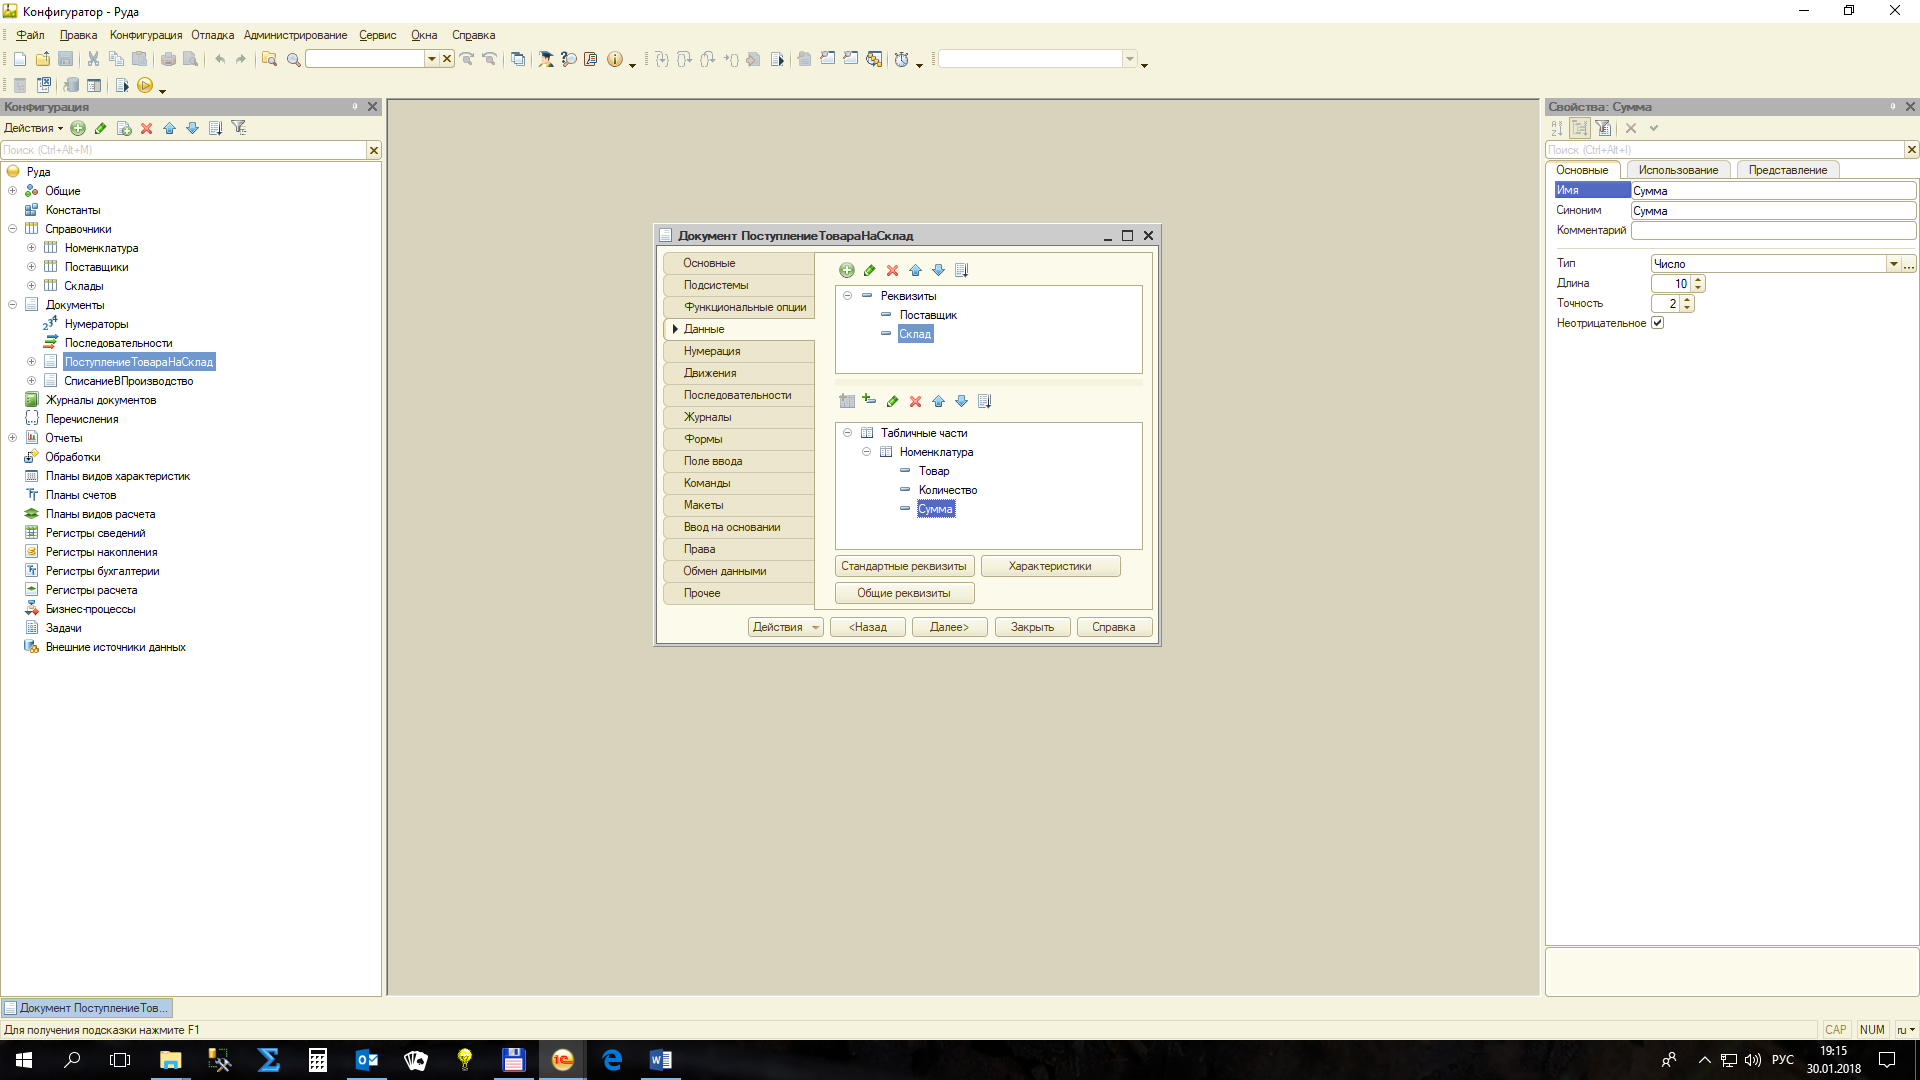 Конфигуратор - Руда
Файл Правка Конфигурация Отладка Администрирование Сервис Окна Справка
Конфигурация
Действия
Поиск (Ctrl+Alt+M)
Руда
Общие
Константы
Справочники
Номенклатура
Поставщики
Склады
Документы
Нумераторы
Последовательности
ПоступлениеТовараНаСклад
СписаниеВПроизводство
Журналы документов
Перечисления
Отчеты
Обработки
Планы видов характеристик
Планы счетов
Планы видов расчета
Регистры сведений
Регистры накопления
Регистры бухгалтерии
Регистры расчета
Бизнес-процессы
Задачи
Внешние источники данных
Документ ПоступлениеТовараНаСклад
Основные
Подсистемы
Функциональные опции
Данные
Нумерация
Движения
Последовательности
Журналы
Формы
Поле ввода
Команды
Макеты
Ввод на основании
Права
Обмен данными
Прочее
Реквизиты
Поставщик
Склад
Табличные части
Номенклатура
Товар
Количество
Сумма
Стандартные реквизиты Характеристики
Общие реквизиты
Действия <Назад Далее> Закрыть Справка
Свойства: Сумма
Поиск (Ctrl+Alt+I)
Основные Использование Представление
Имя Сумма
Синоним Сумма
Комментарий
Тип Число
Длина 10
Точность 2
Неотрицательное
Документ ПоступлениеТов...
Для получения подсказки нажмите F1
CAP NUM ru
РУС
19:15
30.01.2018